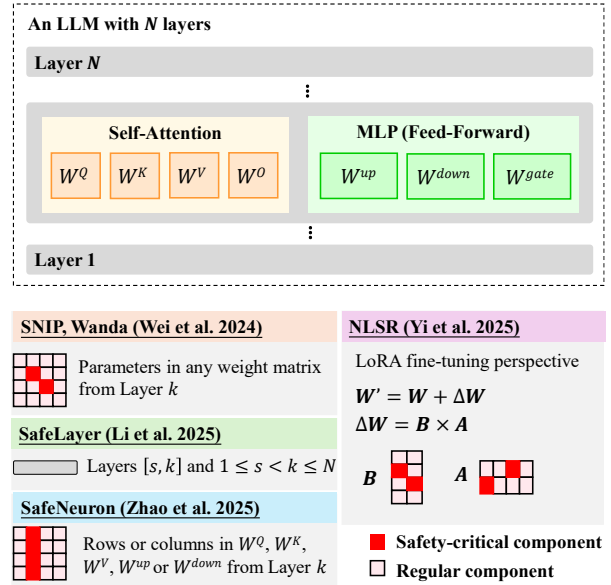 An LLM with N layers
Layer N
Self-Attention
W^Q W^K W^V W^O
MLP (Feed-Forward)
W^up W^down W^gate
Layer 1
SNIP, Wanda (Wei et al. 2024)
Parameters in any weight matrix
from Layer k
SafeLayer (Li et al. 2025)
Layers [s, k] and 1 ≤ s < k ≤ N
SafeNeuron (Zhao et al. 2025)
Rows or columns in W^Q, W^K,
W^V, W^up or W^down from Layer k
NLSR (Yi et al. 2025)
LoRA fine-tuning perspective
W' = W + ΔW
ΔW = B × A
B A
Safety-critical component
Regular component